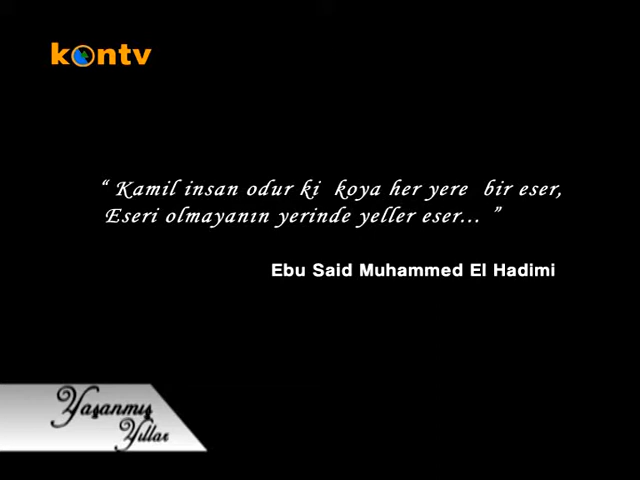 kontv
“ Kamil insan odur ki koya her yere bir eser,
Eseri olmayanın yerinde yeller eser... ”
Ebu Said Muhammed El Hadimi
Yaşanmış
Yıllar